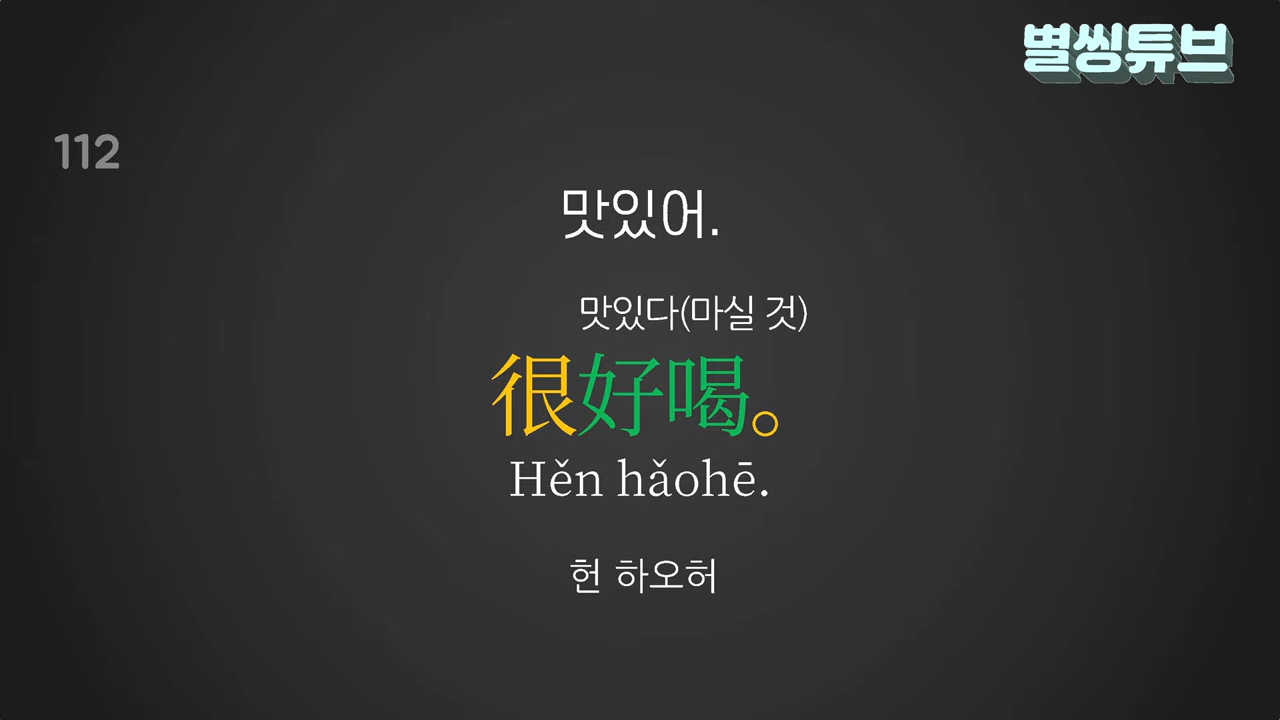 별씽튜브
112
맛있어.
맛있다(마실 것)
很好喝。
Hěn hǎohē.
헌 하오허